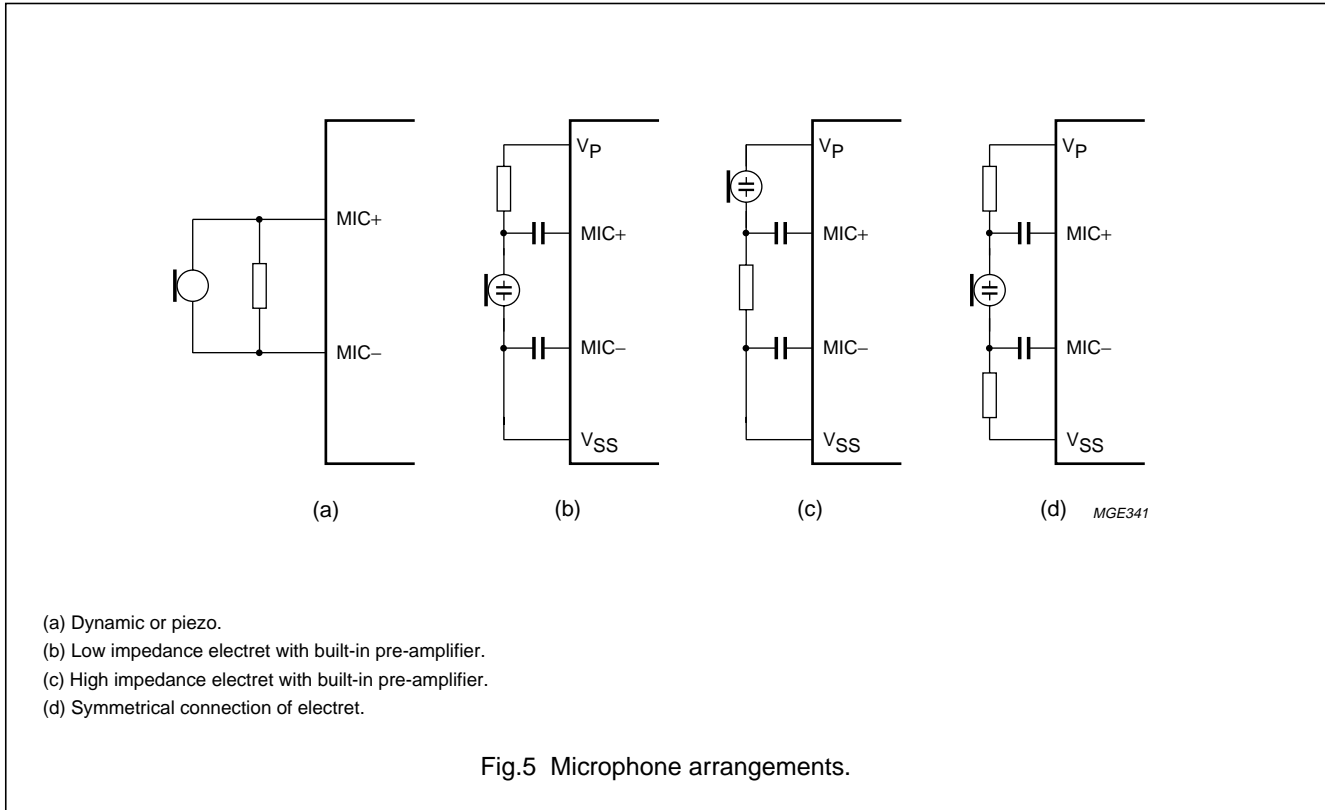 MIC+
MIC−
(a)
VP
MIC+
MIC−
VSS
(b)
VP
MIC+
MIC−
VSS
(c)
VP
MIC+
MIC−
VSS
(d)
MGE341
(a) Dynamic or piezo.
(b) Low impedance electret with built-in pre-amplifier.
(c) High impedance electret with built-in pre-amplifier.
(d) Symmetrical connection of electret.
Fig.5 Microphone arrangements.